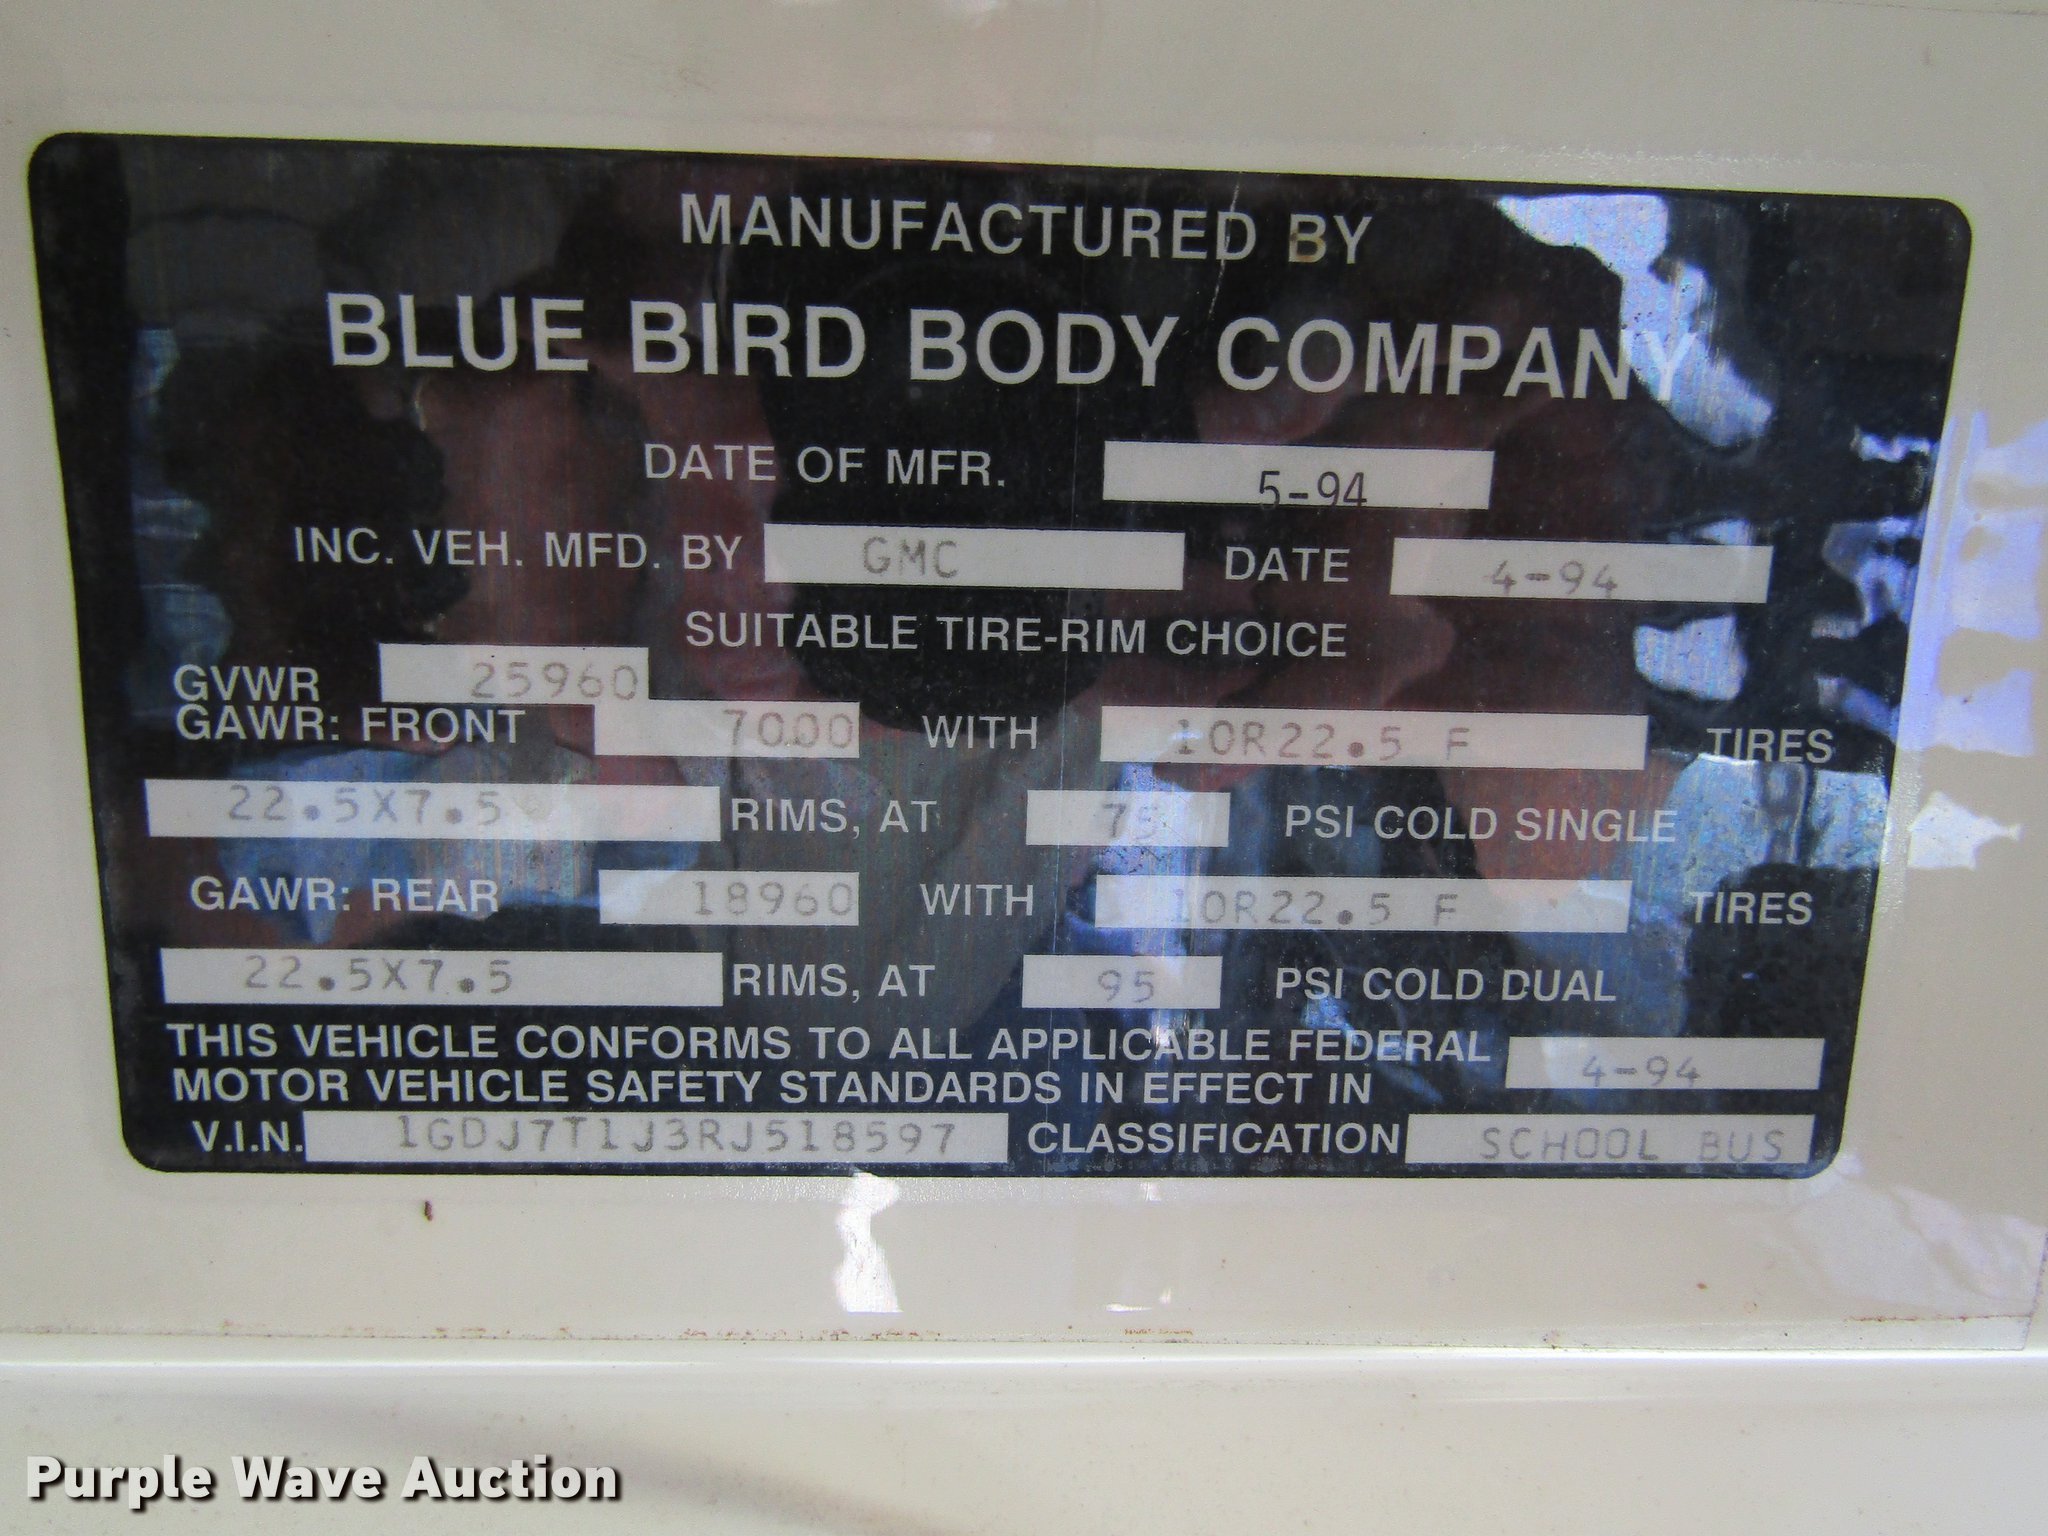 MANUFACTURED BY
BLUE BIRD BODY COMPANY
DATE OF MFR. 5-94
INC. VEH. MFD. BY GMC DATE 4-94
SUITABLE TIRE-RIM CHOICE
GVWR 25960
GAWR: FRONT 7000 WITH 10R22.5 F TIRES
22.5X7.5 RIMS, AT 75 PSI COLD SINGLE
GAWR: REAR 18960 WITH 10R22.5 F TIRES
22.5X7.5 RIMS, AT 95 PSI COLD DUAL
THIS VEHICLE CONFORMS TO ALL APPLICABLE FEDERAL
MOTOR VEHICLE SAFETY STANDARDS IN EFFECT IN 4-94
V.I.N. 1GDJ7T1J3RJ518597 CLASSIFICATION SCHOOL BUS
Purple Wave Auction